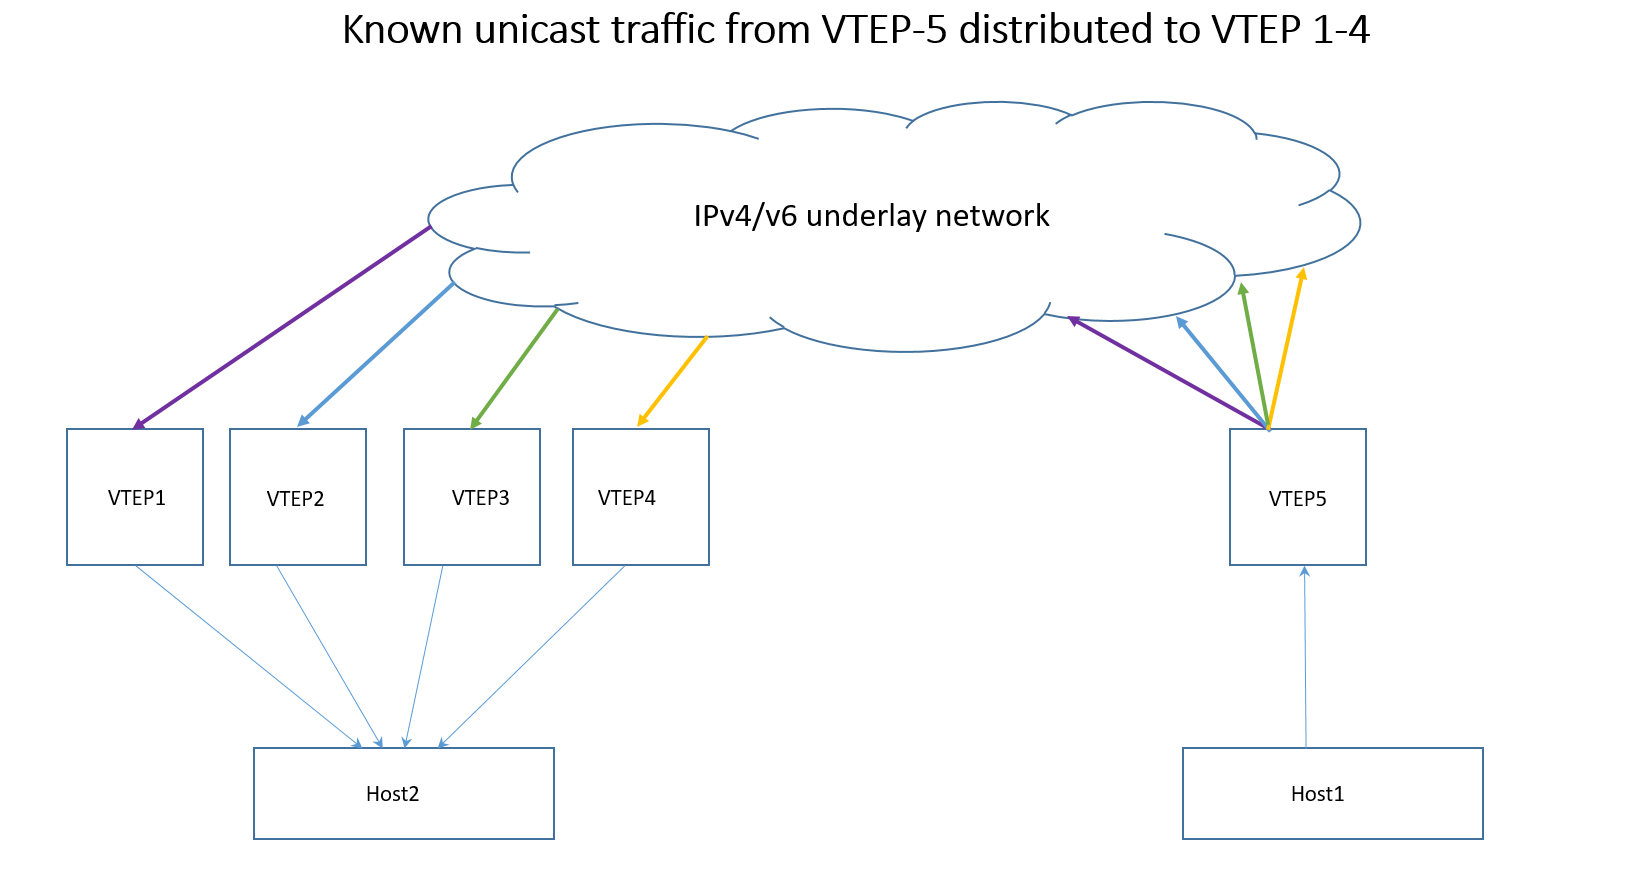 Known unicast traffic from VTEP-5 distributed to VTEP 1-4
IPv4/v6 underlay network
VTEP1
VTEP2
VTEP3
VTEP4
VTEP5
Host2
Host1